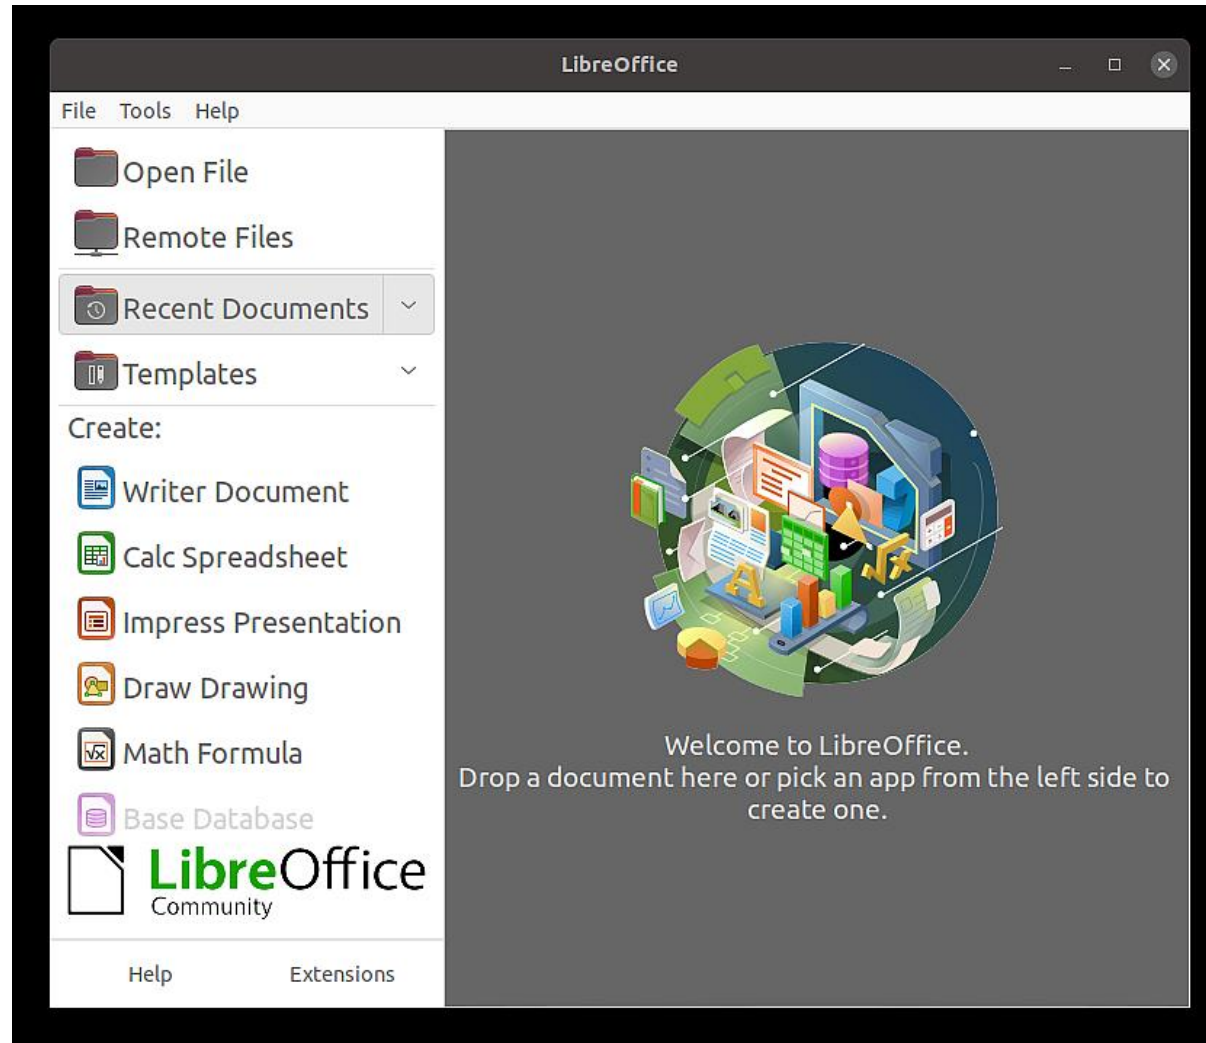 LibreOffice
File Tools Help
Open File
Remote Files
Recent Documents
Templates
Create:
Writer Document
Calc Spreadsheet
Impress Presentation
Draw Drawing
Math Formula
Base Database
LibreOffice
Community
Help Extensions
Welcome to LibreOffice.
Drop a document here or pick an app from the left side to
create one.